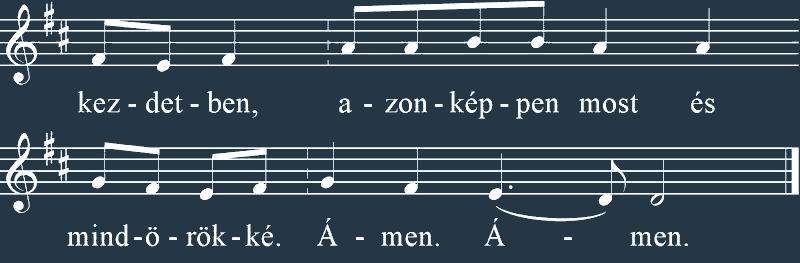 kez - det - ben, a - zon - kép - pen most és
mind - ö - rök - ké. Á - men. Á - men.